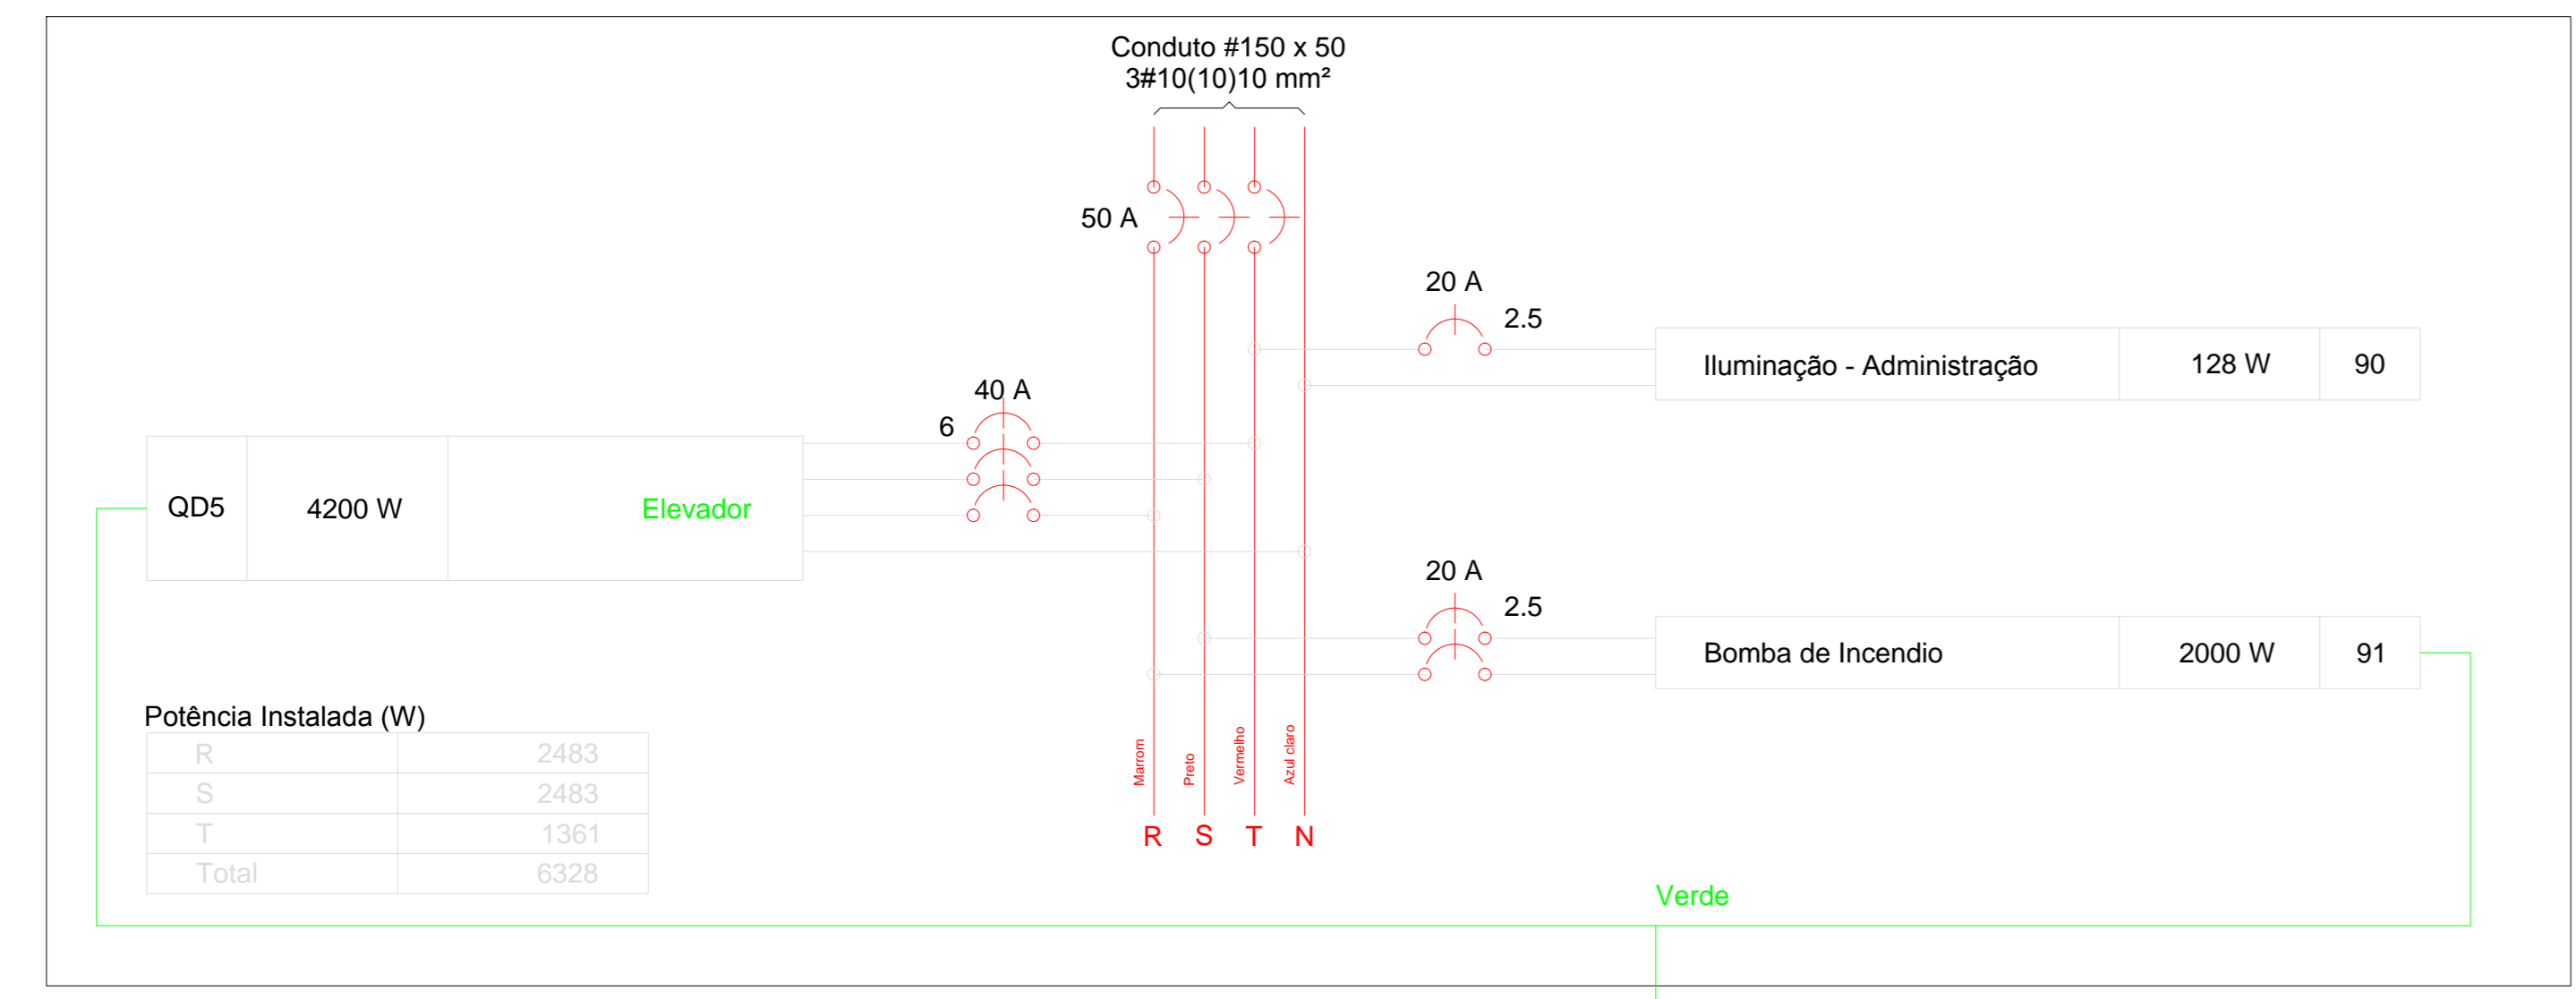 Conduto #150 x 50
3#10(10)10 mm²
50 A
20 A
2.5
Iluminação - Administração 128 W 90
40 A
6
QD5 4200 W Elevador
20 A
2.5
Bomba de Incendio 2000 W 91
Potência Instalada (W)
R 2483
S 2483
T 1361
Total 6328
Marrom
Preto
Vermelho
Azul claro
R S T N
Verde